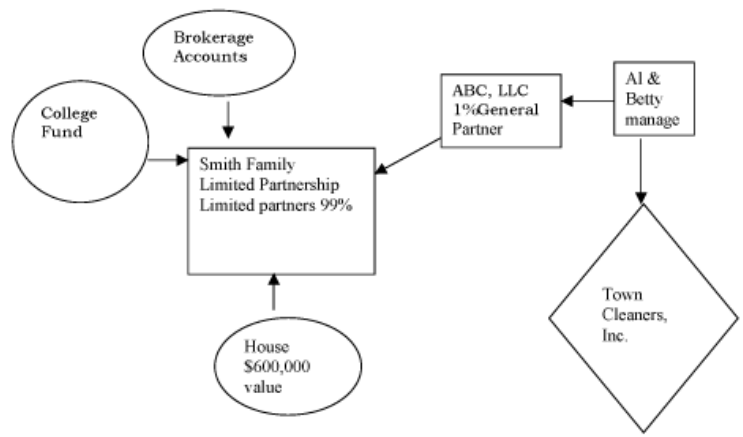 Brokerage
Accounts
College
Fund
ABC, LLC
1%General
Partner
Al &
Betty
manage
Smith Family
Limited Partnership
Limited partners 99%
Town
Cleaners,
Inc.
House
$600,000
value